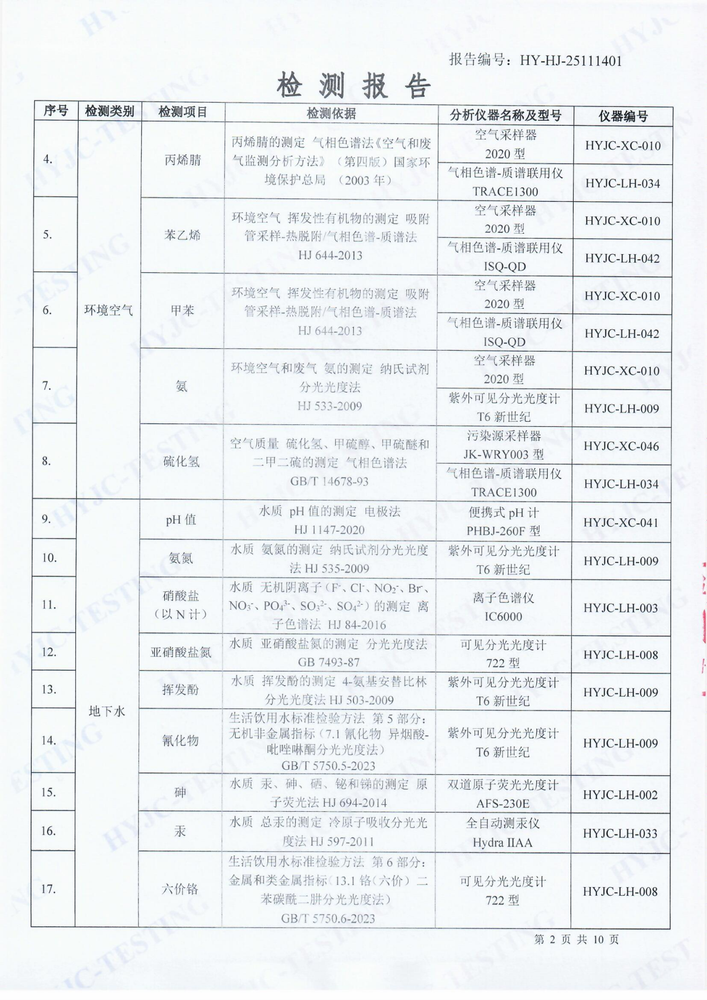 报告编号：HY-HJ-25111401
检测报告
序号 检测类别 检测项目 检测依据 分析仪器名称及型号 仪器编号
环境空气
4. 丙烯腈
丙烯腈的测定 气相色谱法《空气和废
气监测分析方法》（第四版）国家环
境保护总局 （2003 年）
空气采样器
2020 型
HYJC-XC-010
气相色谱-质谱联用仪
TRACE1300
HYJC-LH-034
5. 苯乙烯
环境空气 挥发性有机物的测定 吸附
管采样-热脱附/气相色谱-质谱法
HJ 644-2013
空气采样器
2020 型
HYJC-XC-010
气相色谱-质谱联用仪
ISQ-QD
HYJC-LH-042
6. 甲苯
环境空气 挥发性有机物的测定 吸附
管采样-热脱附/气相色谱-质谱法
HJ 644-2013
空气采样器
2020 型
HYJC-XC-010
气相色谱-质谱联用仪
ISQ-QD
HYJC-LH-042
7. 氨
环境空气和废气 氨的测定 纳氏试剂
分光光度法
HJ 533-2009
空气采样器
2020 型
HYJC-XC-010
紫外可见分光光度计
T6 新世纪
HYJC-LH-009
8. 硫化氢
空气质量 硫化氢、甲硫醇、甲硫醚和
二甲二硫的测定 气相色谱法
GB/T 14678-93
污染源采样器
JK-WRY003 型
HYJC-XC-046
气相色谱-质谱联用仪
TRACE1300
HYJC-LH-034
地下水
9. pH 值
水质 pH 值的测定 电极法
HJ 1147-2020
便携式 pH 计
PHBJ-260F 型
HYJC-XC-041
10. 氨氮
水质 氨氮的测定 纳氏试剂分光光度
法 HJ 535-2009
紫外可见分光光度计
T6 新世纪
HYJC-LH-009
11. 硝酸盐
（以 N 计）
水质 无机阴离子（F⁻、Cl⁻、NO₂⁻、Br⁻、
NO₃⁻、PO₄³⁻、SO₃²⁻、SO₄²⁻）的测定 离
子色谱法 HJ 84-2016
离子色谱仪
IC6000
HYJC-LH-003
12. 亚硝酸盐氮
水质 亚硝酸盐氮的测定 分光光度法
GB 7493-87
可见分光光度计
722 型
HYJC-LH-008
13. 挥发酚
水质 挥发酚的测定 4-氨基安替比林
分光光度法 HJ 503-2009
紫外可见分光光度计
T6 新世纪
HYJC-LH-009
14. 氰化物
生活饮用水标准检验方法 第 5 部分：
无机非金属指标（7.1 氰化物 异烟酸-
吡唑啉酮分光光度法）
GB/T 5750.5-2023
紫外可见分光光度计
T6 新世纪
HYJC-LH-009
15. 砷
水质 汞、砷、硒、铋和锑的测定 原
子荧光法 HJ 694-2014
双道原子荧光光度计
AFS-230E
HYJC-LH-002
16. 汞
水质 总汞的测定 冷原子吸收分光光
度法 HJ 597-2011
全自动测汞仪
Hydra IIAA
HYJC-LH-033
17. 六价铬
生活饮用水标准检验方法 第 6 部分：
金属和类金属指标（13.1 铬（六价） 二
苯碳酰二肼分光光度法）
GB/T 5750.6-2023
可见分光光度计
722 型
HYJC-LH-008
第 2 页 共 10 页
HYJC-TESTING